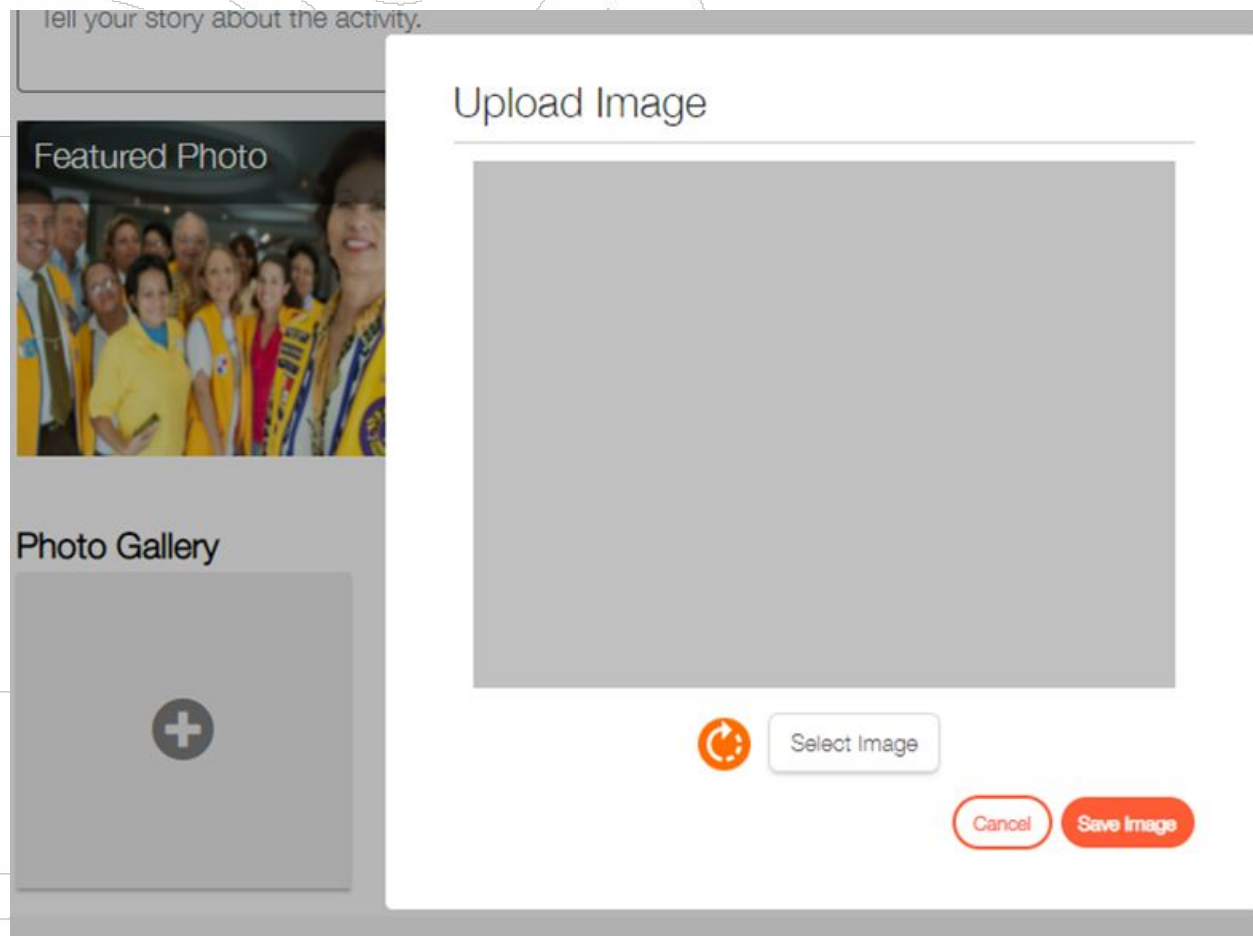 Tell your story about the activity.
Upload Image
Featured Photo
Photo Gallery
Select Image
Cancel
Save Image